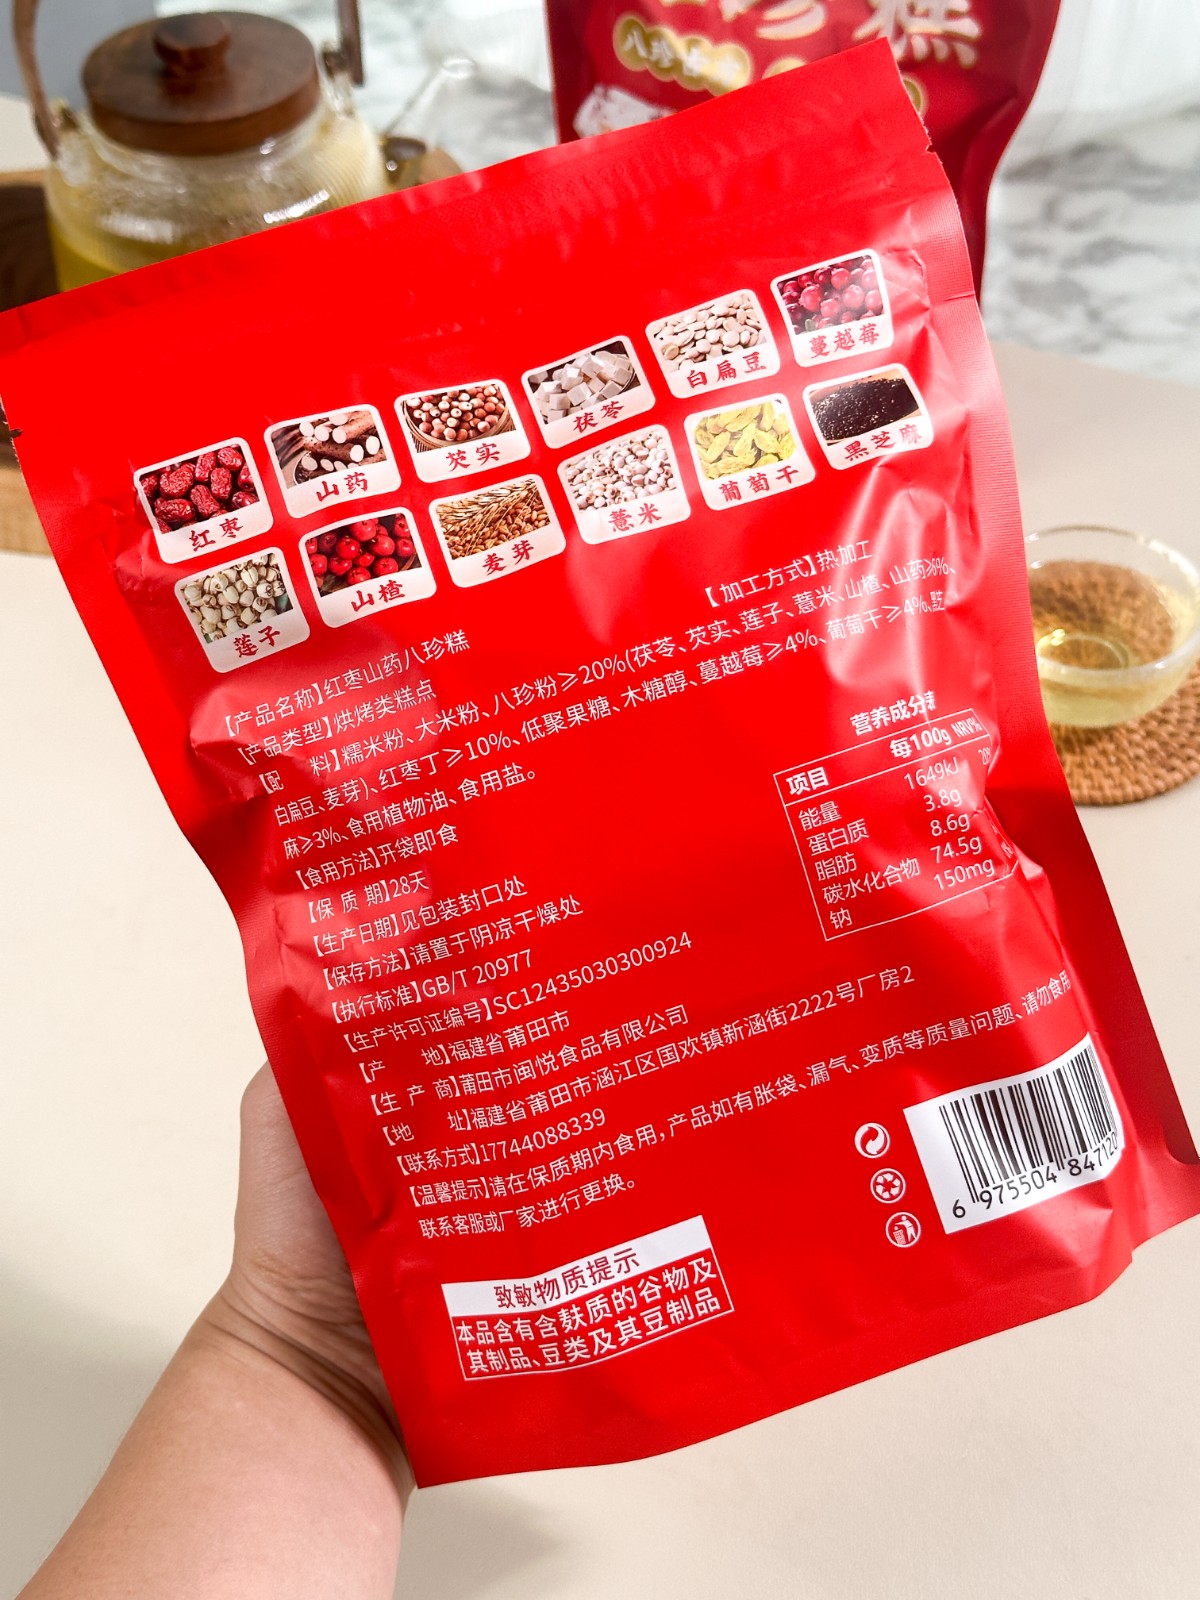 八珍
糕
红枣
山药
芡实
茯苓
白扁豆
蔓越莓
莲子
山楂
麦芽
薏米
葡萄干
黑芝麻
【产品名称】红枣山药八珍糕
【加工方式】热加工
【产品类型】烘烤类糕点
【配 料】糯米粉、大米粉、八珍粉≥20%(茯苓、芡实、莲子、薏米、山楂、山药≥6%、
白扁豆、麦芽)、红枣丁≥10%、低聚果糖、木糖醇、蔓越莓≥4%、葡萄干≥4%、黑芝
麻≥3%、食用植物油、食用盐。
【食用方法】开袋即食
【保 质 期】28天
【生产日期】见包装封口处
【保存方法】请置于阴凉干燥处
【执行标准】GB/T 20977
【生产许可证编号】SC12435030300924
【产 地】福建省莆田市
【生 产 商】莆田市闽悦食品有限公司
【地 址】福建省莆田市涵江区国欢镇新涵街2222号厂房2
【联系方式】17744088339
【温馨提示】请在保质期内食用,产品如有胀袋、漏气、变质等质量问题、请勿食用
联系客服或厂家进行更换。
营养成分表
项目 每100g NRV%
能量 1649kJ
蛋白质 3.8g
脂肪 8.6g
碳水化合物 74.5g
钠 150mg
6 975504 847120
致敏物质提示
本品含有含麸质的谷物及
其制品、豆类及其豆制品